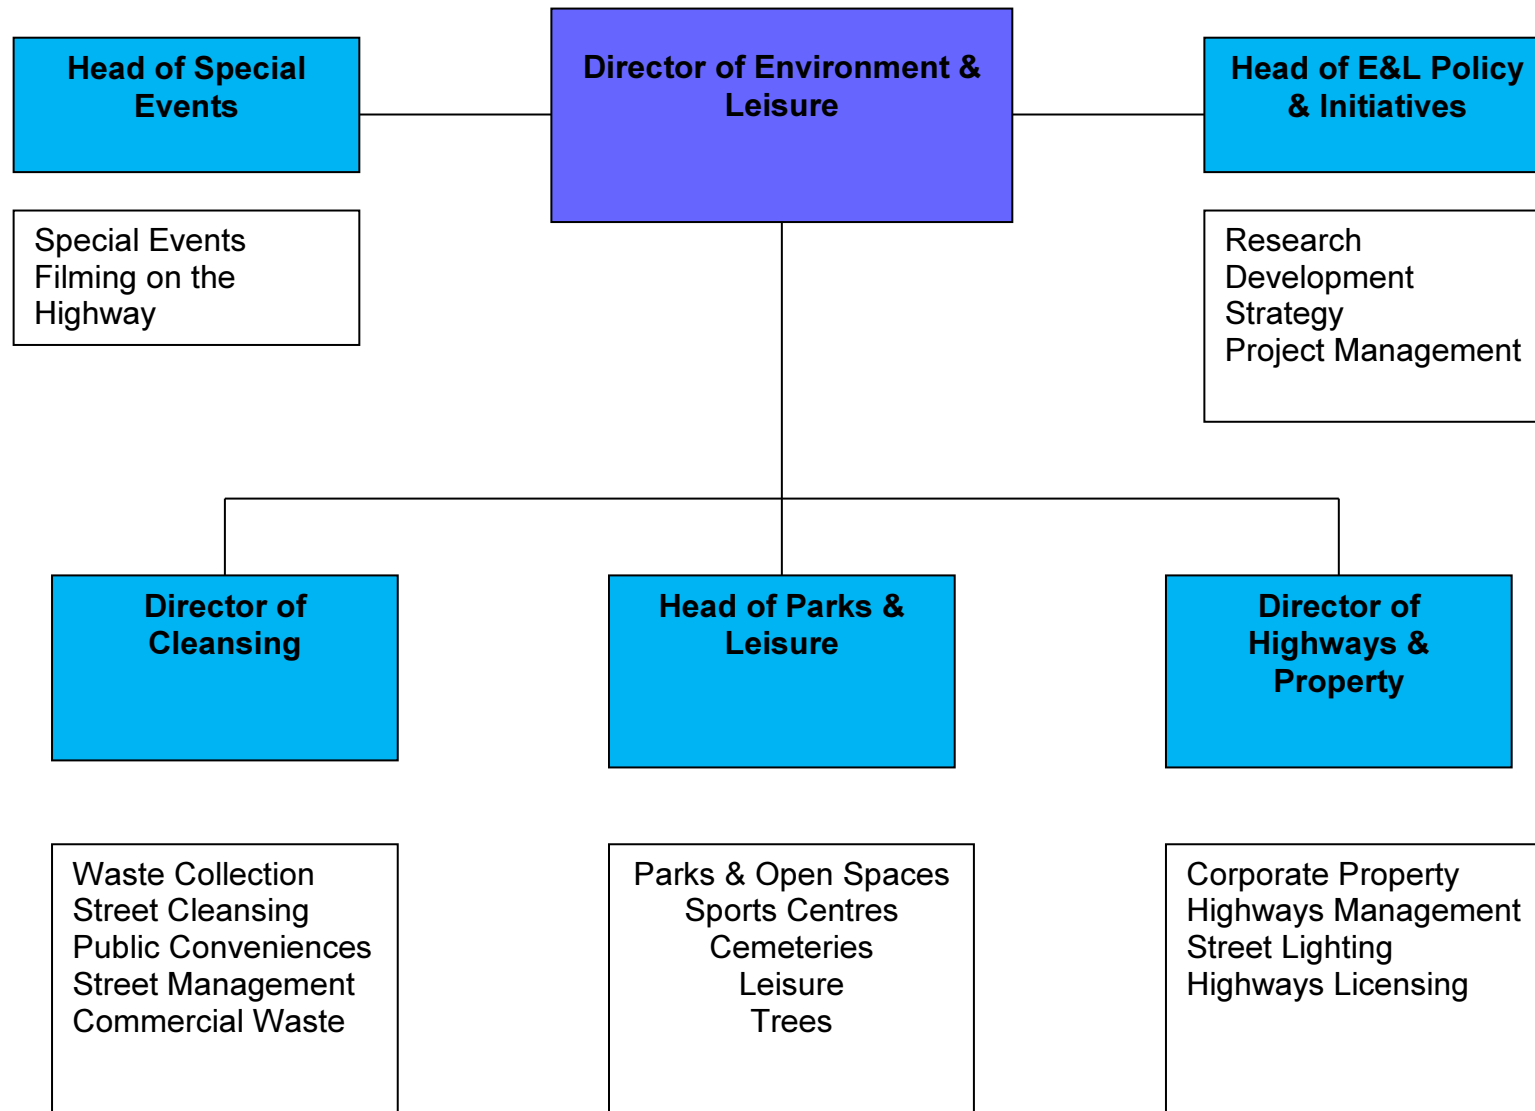 Head of Special
Events
Director of Environment &
Leisure
Head of E&L Policy
& Initiatives
Special Events
Filming on the
Highway
Research
Development
Strategy
Project Management
Director of
Cleansing
Head of Parks &
Leisure
Director of
Highways &
Property
Waste Collection
Street Cleansing
Public Conveniences
Street Management
Commercial Waste
Parks & Open Spaces
Sports Centres
Cemeteries
Leisure
Trees
Corporate Property
Highways Management
Street Lighting
Highways Licensing